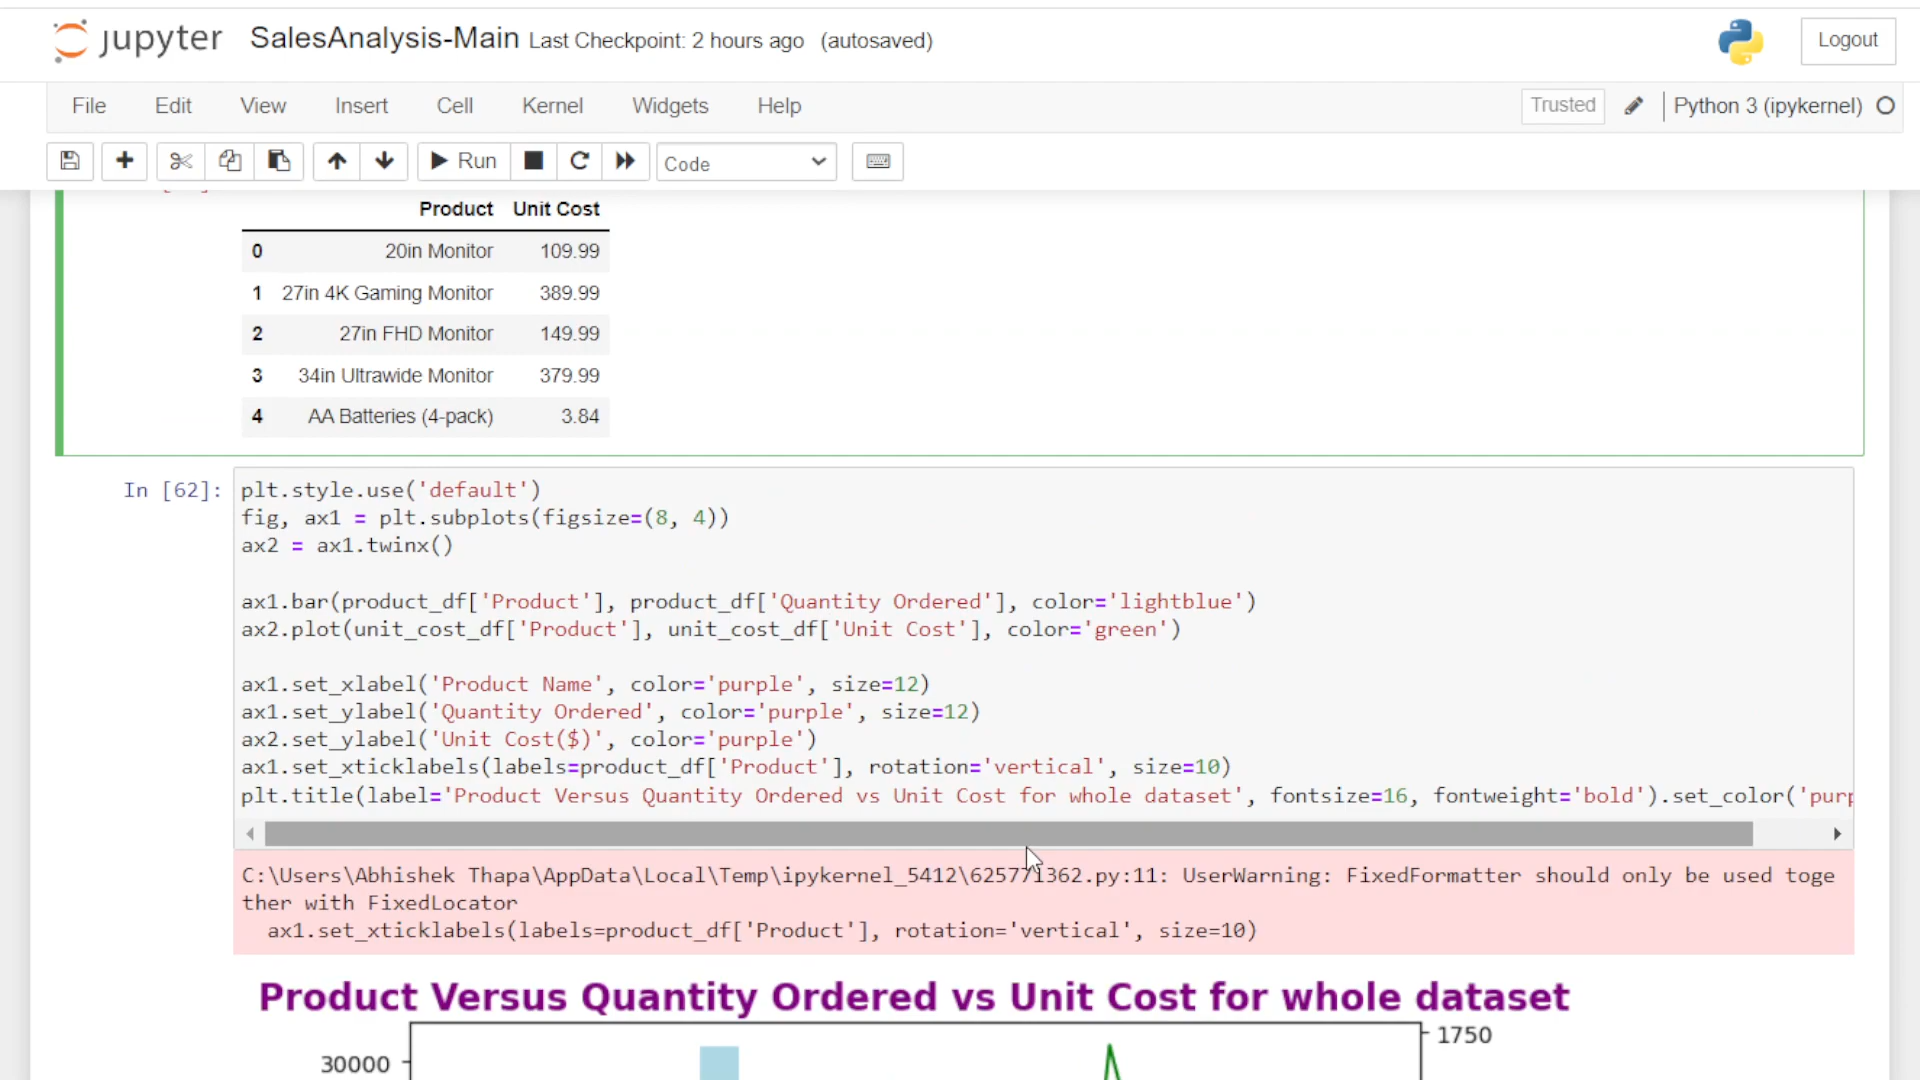 jupyter SalesAnalysis-Main Last Checkpoint: 2 hours ago (autosaved) Logout
File Edit View Insert Cell Kernel Widgets Help Trusted Python 3 (ipykernel)
Run Code
Product Unit Cost
0 20in Monitor 109.99
1 27in 4K Gaming Monitor 389.99
2 27in FHD Monitor 149.99
3 34in Ultrawide Monitor 379.99
4 AA Batteries (4-pack) 3.84
In [62]: plt.style.use('default')
fig, ax1 = plt.subplots(figsize=(8, 4))
ax2 = ax1.twinx()
ax1.bar(product_df['Product'], product_df['Quantity Ordered'], color='lightblue')
ax2.plot(unit_cost_df['Product'], unit_cost_df['Unit Cost'], color='green')
ax1.set_xlabel('Product Name', color='purple', size=12)
ax1.set_ylabel('Quantity Ordered', color='purple', size=12)
ax2.set_ylabel('Unit Cost($)', color='purple')
ax1.set_xticklabels(labels=product_df['Product'], rotation='vertical', size=10)
plt.title(label='Product Versus Quantity Ordered vs Unit Cost for whole dataset', fontsize=16, fontweight='bold').set_color('purp
C:\Users\Abhishek Thapa\AppData\Local\Temp\ipykernel_5412\625771362.py:11: UserWarning: FixedFormatter should only be used toge
ther with FixedLocator
ax1.set_xticklabels(labels=product_df['Product'], rotation='vertical', size=10)
Product Versus Quantity Ordered vs Unit Cost for whole dataset
1750
30000